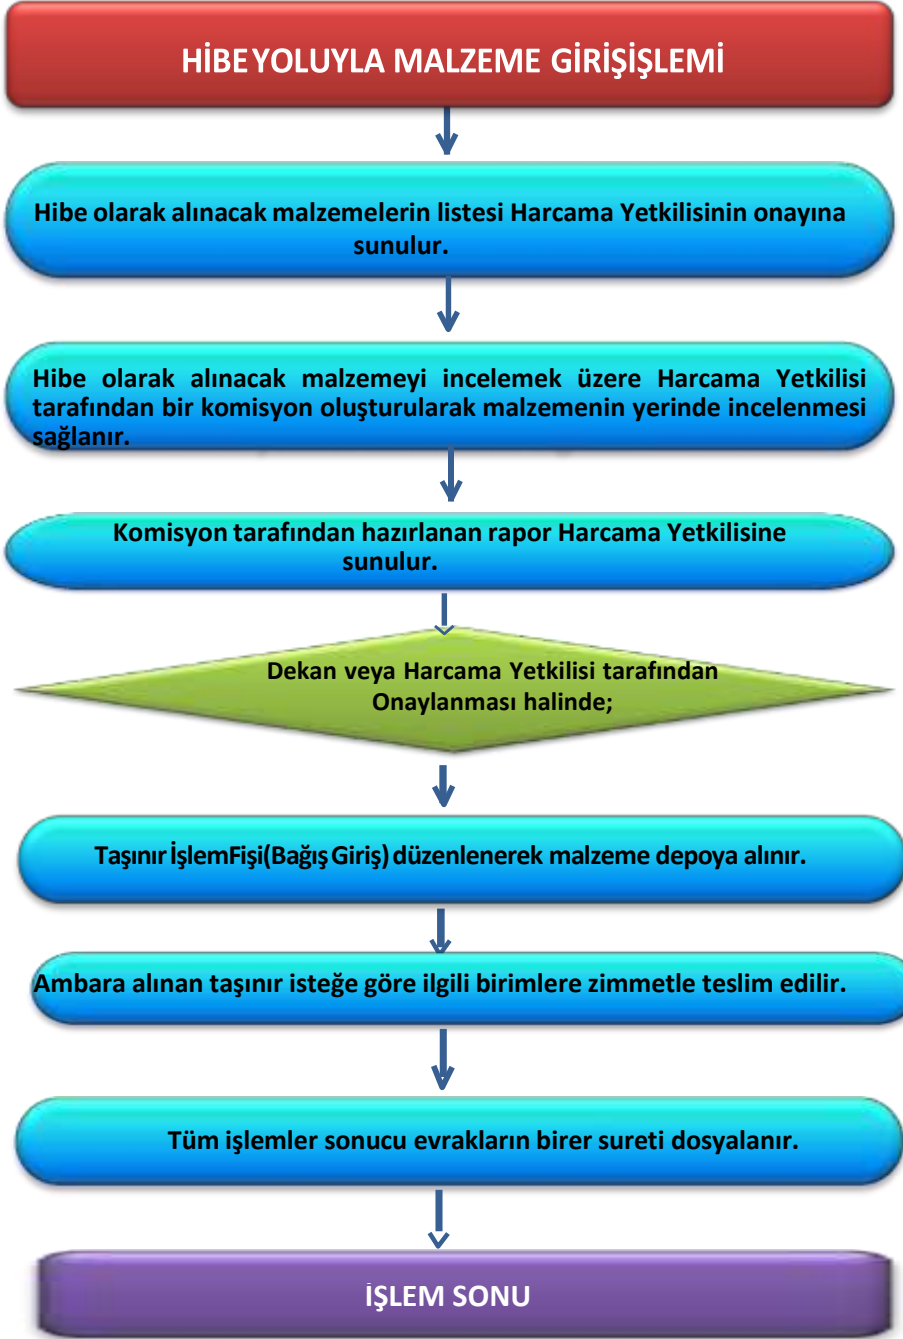 HİBE YOLUYLA MALZEME GİRİŞİŞLEMİ
Hibe olarak alınacak malzemelerin listesi Harcama Yetkilisinin onayına
sunulur.
Hibe olarak alınacak malzemeyi incelemek üzere Harcama Yetkilisi
tarafından bir komisyon oluşturularak malzemenin yerinde incelenmesi
sağlanır.
Komisyon tarafından hazırlanan rapor Harcama Yetkilisine
sunulur.
Dekan veya Harcama Yetkilisi tarafından
Onaylanması halinde;
Taşınır İşlemFişi(Bağış Giriş) düzenlenerek malzeme depoya alınır.
Ambara alınan taşınır isteğe göre ilgili birimlere zimmetle teslim edilir.
Tüm işlemler sonucu evrakların birer sureti dosyalanır.
İŞLEM SONU